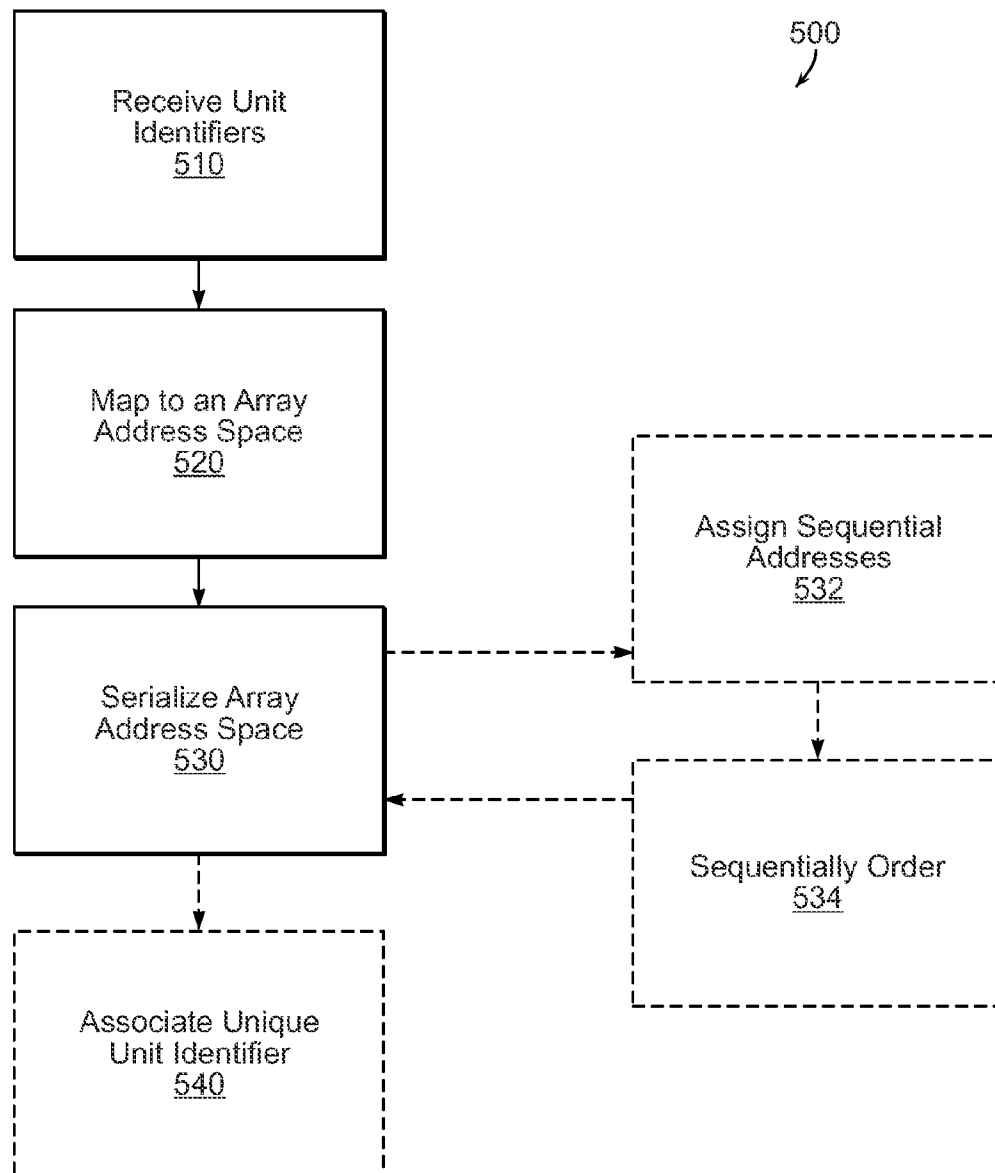 500
Receive Unit
Identifiers
510
Map to an Array
Address Space
520
Assign Sequential
Addresses
532
Serialize Array
Address Space
530
Sequentially Order
534
Associate Unique
Unit Identifier
540